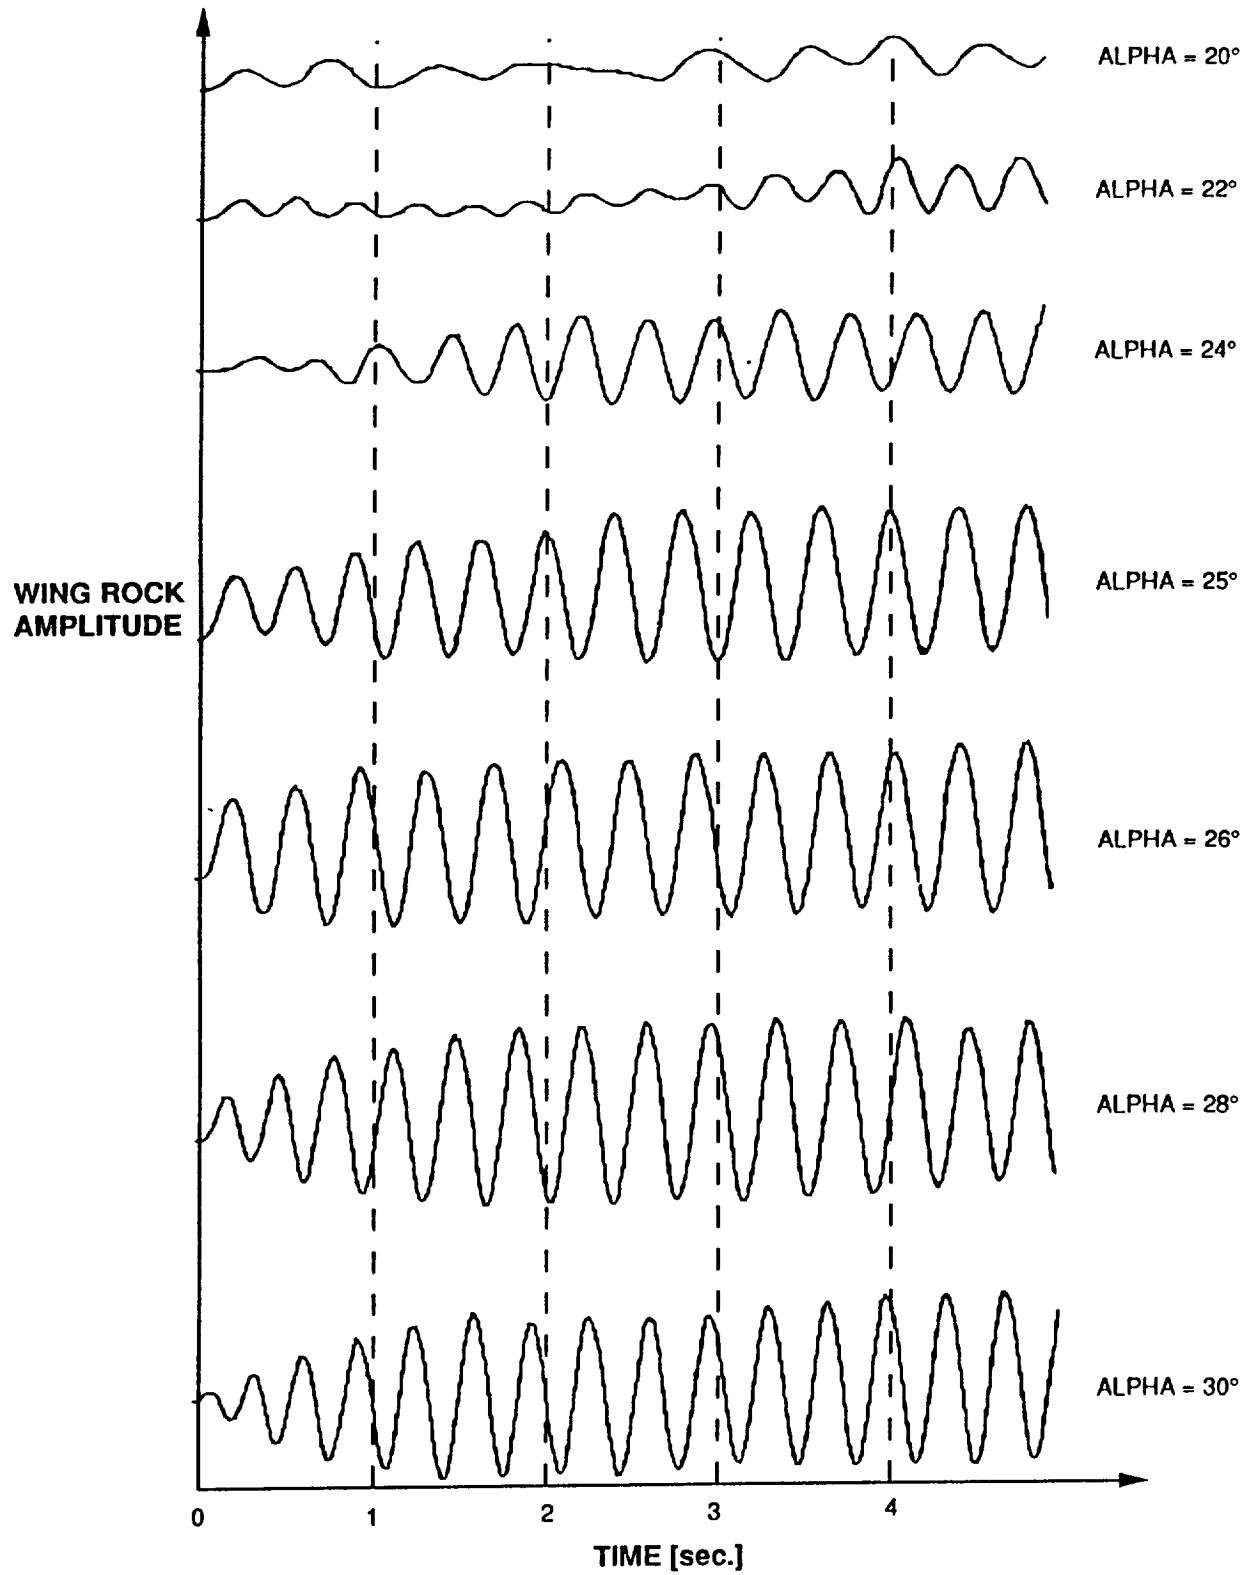 ALPHA = 20°
ALPHA = 22°
ALPHA = 24°
ALPHA = 25°
WING ROCK
AMPLITUDE
ALPHA = 26°
ALPHA = 28°
ALPHA = 30°
0 1 2 3 4
TIME [sec.]